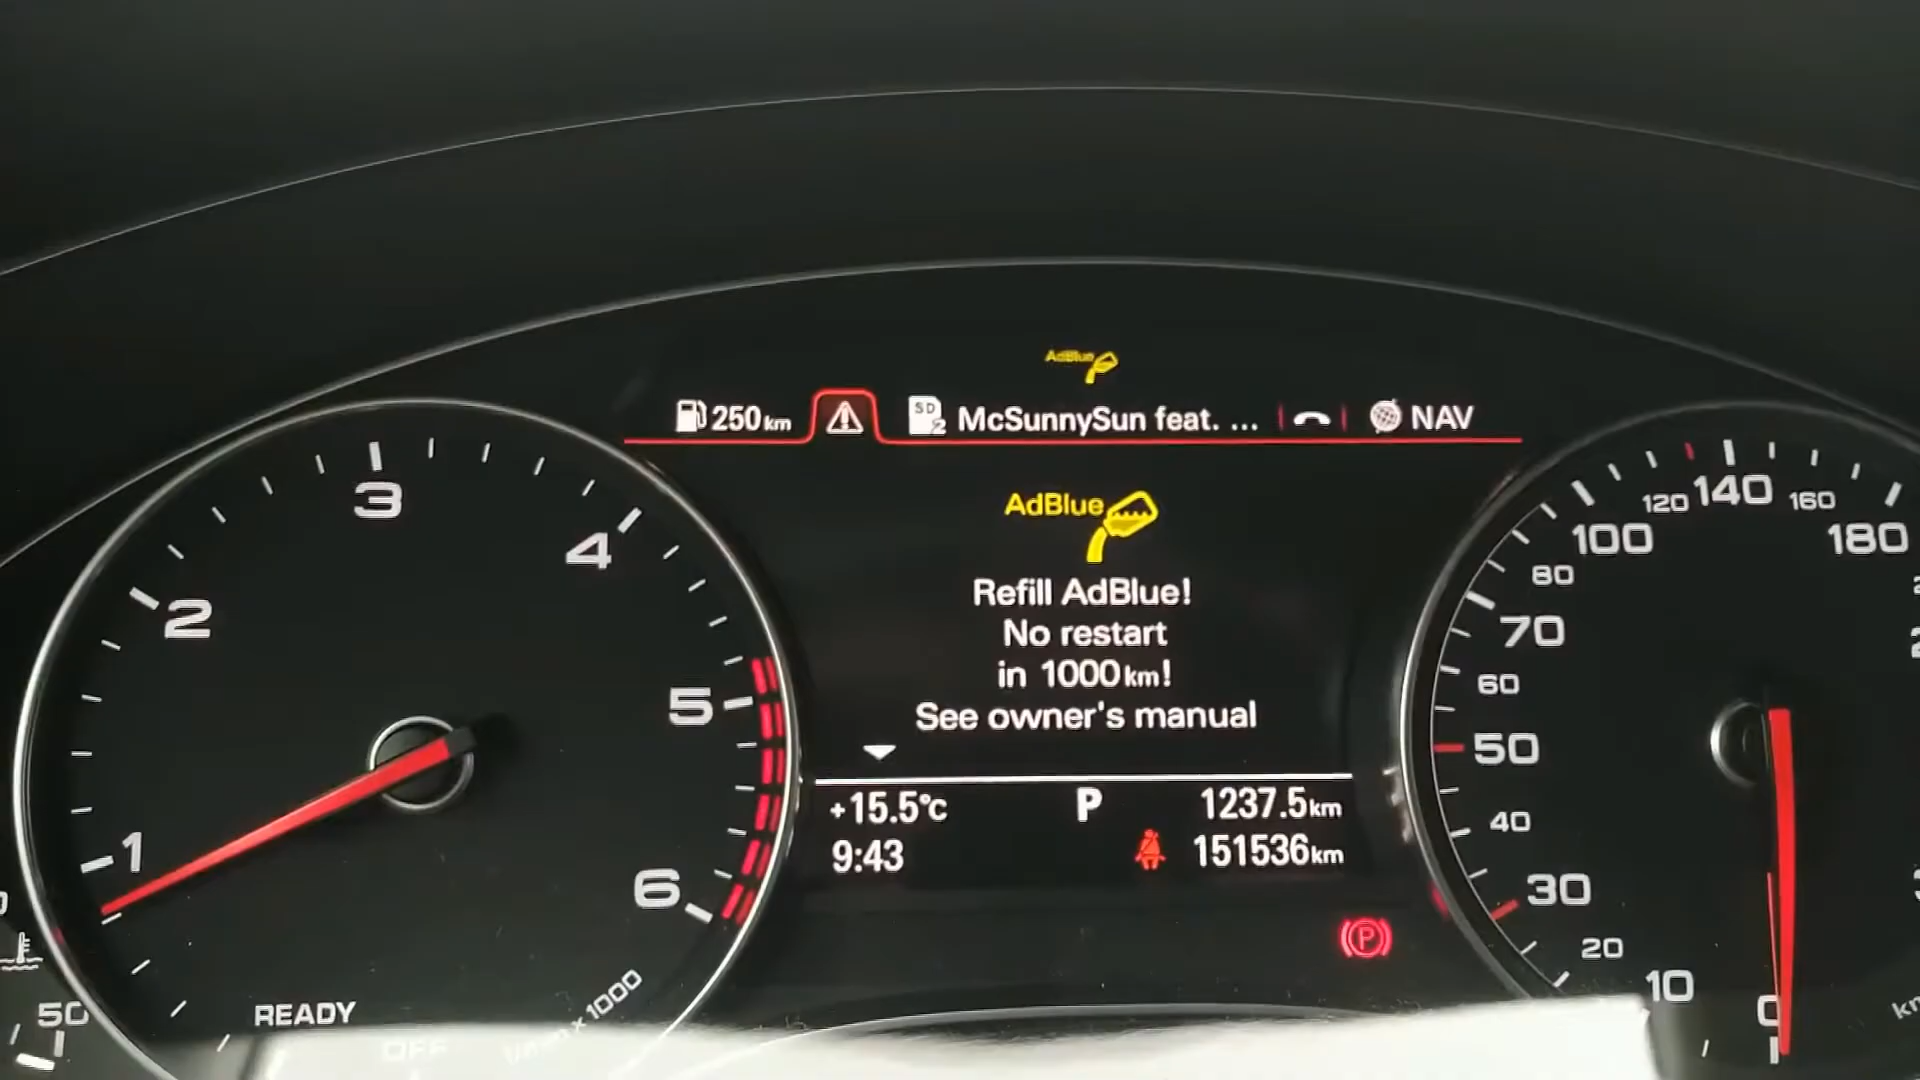 AdBlue
250km
SD 2 McSunnySun feat. ...
NAV
AdBlue
Refill AdBlue!
No restart
in 1000km!
See owner's manual
+15.5°C
P
1237.5km
9:43
151536km
P
1
2
3
4
5
6
READY
OFF
x 1000
50
0
10
20
30
40
50
60
70
80
100
120
140
160
180